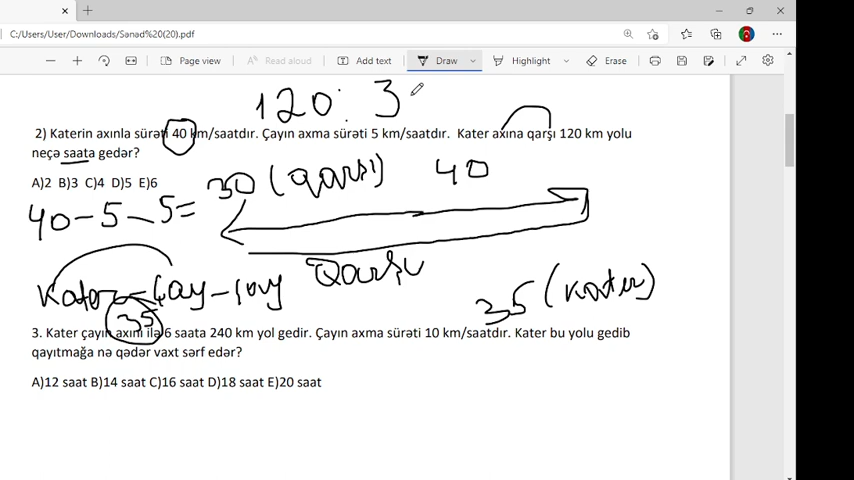 C:/Users/User/Downloads/Sanad%20(20).pdf
Page view
Read aloud
Add text
Draw
Highlight
Erase
120 : 3
2) Katerin axınla sürəti 40 km/saatdır. Çayın axma sürəti 5 km/saatdır. Kater axına qarşı 120 km yolu
neçə saata gedər?
A)2 B)3 C)4 D)5 E)6
30 (qarşı) 40
40 - 5 - 5 =
Qarşı
Kater - çay - çay
35
35 (kater)
3. Kater çayın axını ilə 6 saata 240 km yol gedir. Çayın axma sürəti 10 km/saatdır. Kater bu yolu gedib
qayıtmağa nə qədər vaxt sərf edər?
A)12 saat B)14 saat C)16 saat D)18 saat E)20 saat